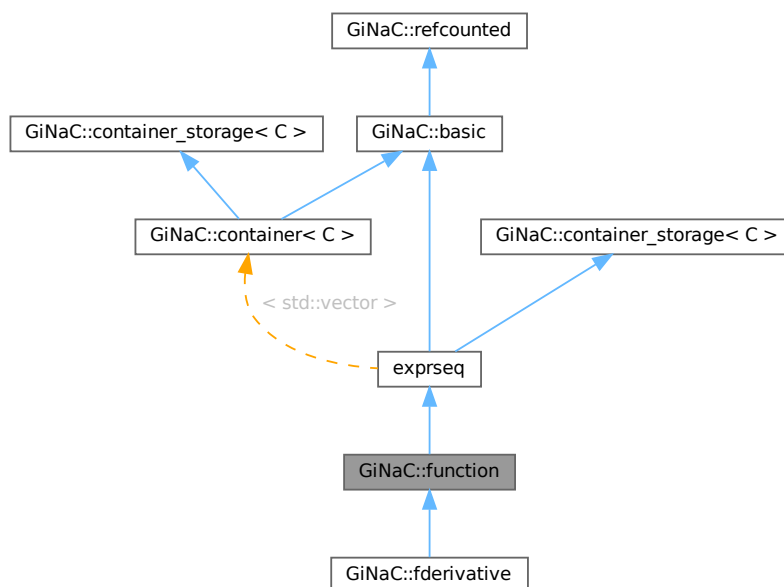 GiNaC::refcounted
GiNaC::container_storage< C >
GiNaC::basic
GiNaC::container< C >
GiNaC::container_storage< C >
< std::vector >
exprseq
GiNaC::function
GiNaC::fderivative